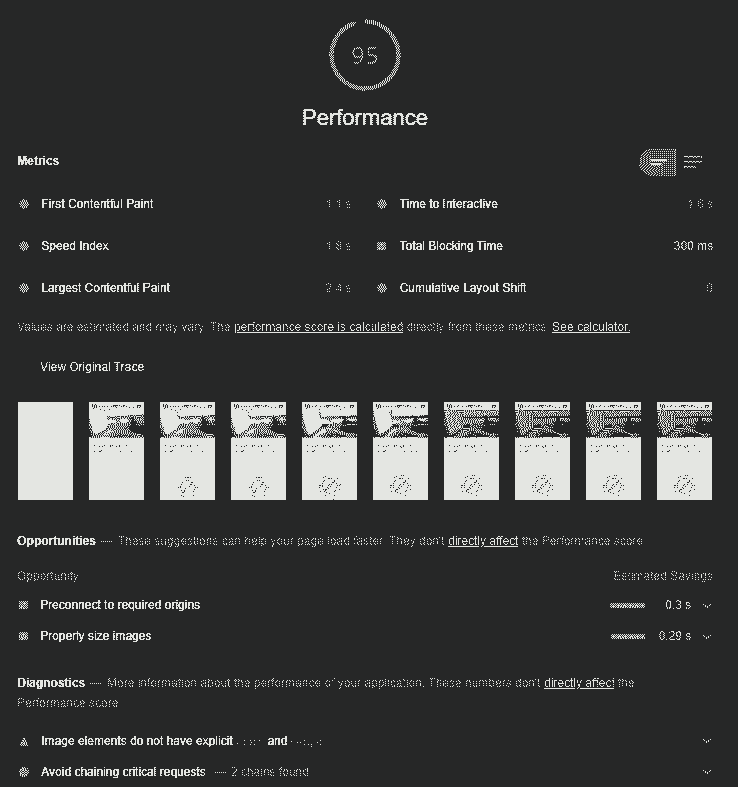 95
Performance
Metrics
First Contentful Paint 1.1 s Time to Interactive 1.6 s
Speed Index 1.8 s Total Blocking Time 300 ms
Largest Contentful Paint 2.4 s Cumulative Layout Shift 0
Values are estimated and may vary. The performance score is calculated directly from these metrics. See calculator.
View Original Trace
Opportunities — These suggestions can help your page load faster. They don't directly affect the Performance score.
Opportunity Estimated Savings
Preconnect to required origins 0.3 s
Properly size images 0.29 s
Diagnostics — More information about the performance of your application. These numbers don't directly affect the
Performance score.
Image elements do not have explicit and
Avoid chaining critical requests — 2 chains found